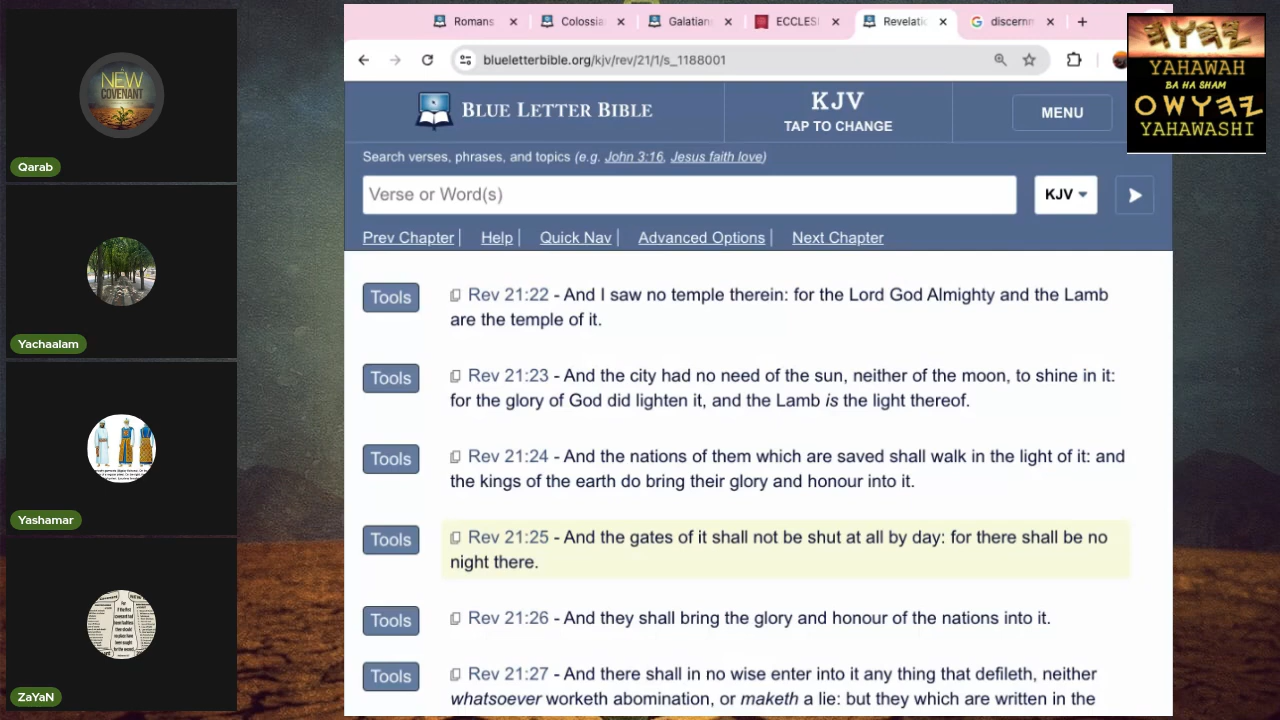 A
NEW
COVENANT
Qarab
Yachaalam
Yashamar
ZaYaN
Romans
Colossia
Galatian
ECCLES
Revelatio
discernm
blueletterbible.org/kjv/rev/21/1/s_1188001
BLUE LETTER BIBLE
KJV
TAP TO CHANGE
MENU
Search verses, phrases, and topics (e.g. John 3:16, Jesus faith love)
Verse or Word(s)
KJV
Prev Chapter | Help | Quick Nav | Advanced Options | Next Chapter
Tools
Rev 21:22 - And I saw no temple therein: for the Lord God Almighty and the Lamb
are the temple of it.
Tools
Rev 21:23 - And the city had no need of the sun, neither of the moon, to shine in it:
for the glory of God did lighten it, and the Lamb is the light thereof.
Tools
Rev 21:24 - And the nations of them which are saved shall walk in the light of it: and
the kings of the earth do bring their glory and honour into it.
Tools
Rev 21:25 - And the gates of it shall not be shut at all by day: for there shall be no
night there.
Tools
Rev 21:26 - And they shall bring the glory and honour of the nations into it.
Tools
Rev 21:27 - And there shall in no wise enter into it any thing that defileth, neither
whatsoever worketh abomination, or maketh a lie: but they which are written in the
YAHAWAH
BA HA SHAM
YAHAWASHI